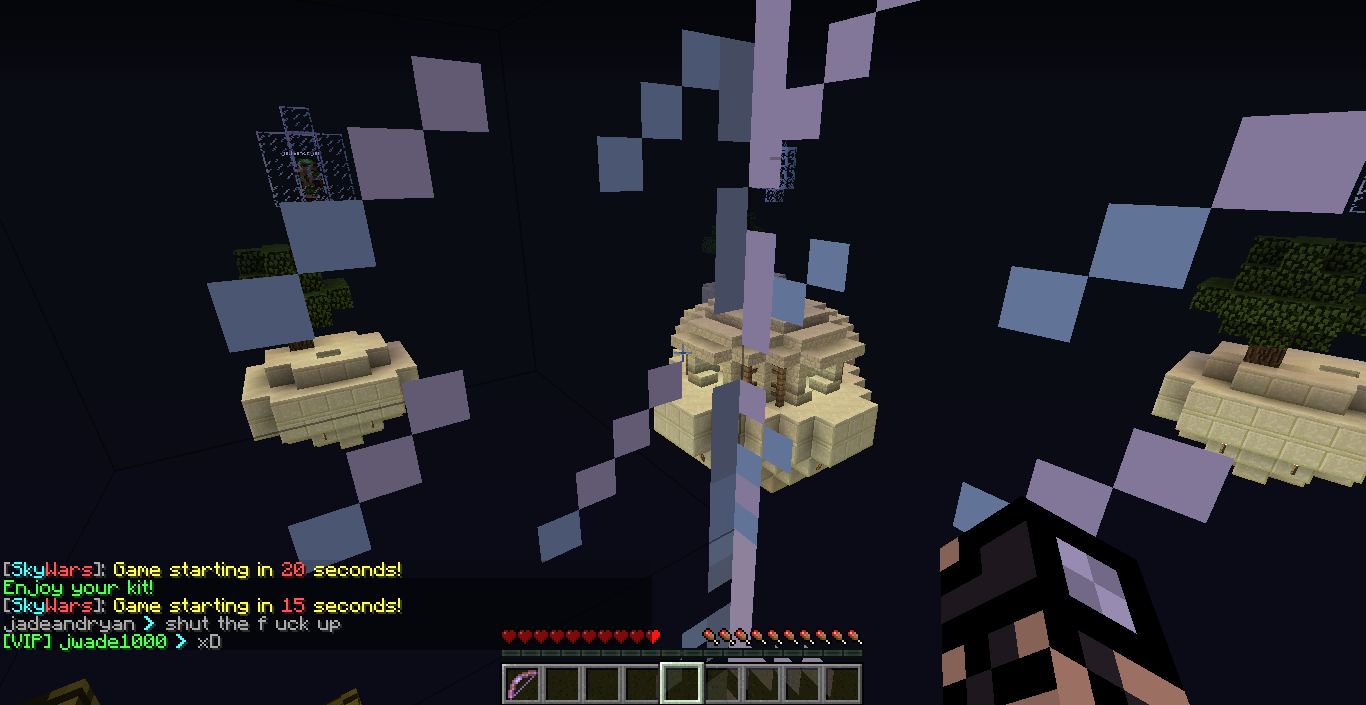 jadeandryan
[SkyWars]: Game starting in 20 seconds!
Enjoy your kit!
[SkyWars]: Game starting in 15 seconds!
jadeandryan > shut the f uck up
[VIP] jwade1000 > xD